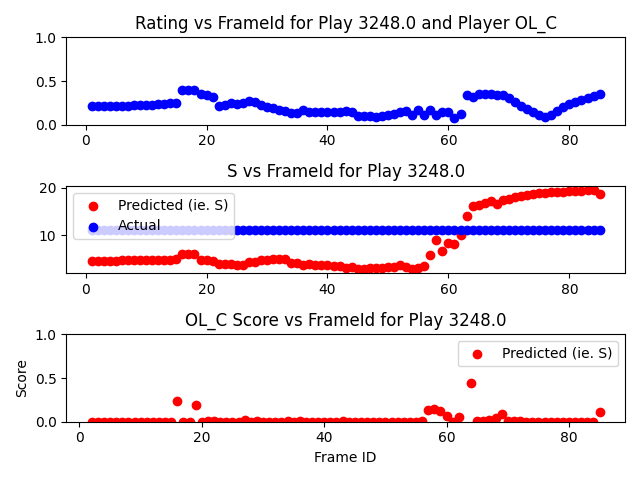 Rating vs FrameId for Play 3248.0 and Player OL_C
1.0
0.5
0.0
0 20 40 60 80
S vs FrameId for Play 3248.0
20
10
Predicted (ie. S)
Actual
0 20 40 60 80
OL_C Score vs FrameId for Play 3248.0
1.0
0.5
0.0
Score
Predicted (ie. S)
0 20 40 60 80
Frame ID